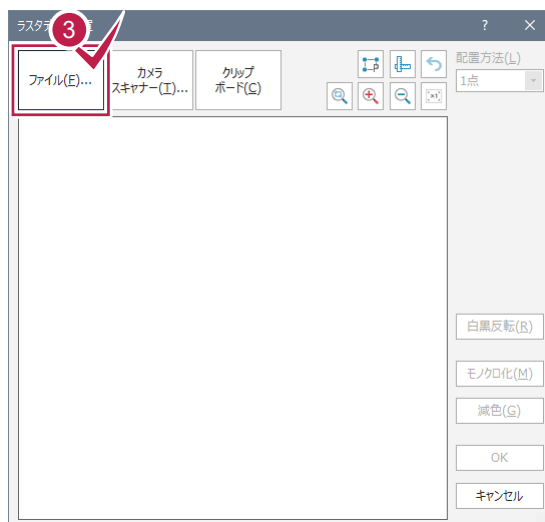 ラスタ 置
3
? ×
ファイル(F)...
カメラ
スキャナー(T)...
クリップ
ボード(C)
配置方法(L)
1点
P
×1
白黒反転(R)
モノクロ化(M)
減色(G)
OK
キャンセル